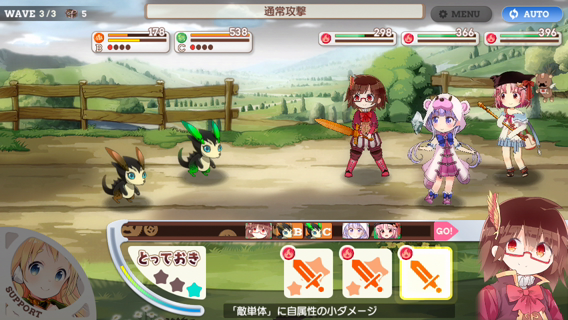 WAVE 3/3 5
通常攻撃
MENU
AUTO
178
B
538
C
298
366
396
B C GO!
とっておき
SUPPORT
「敵単体」に自属性の小ダメージ